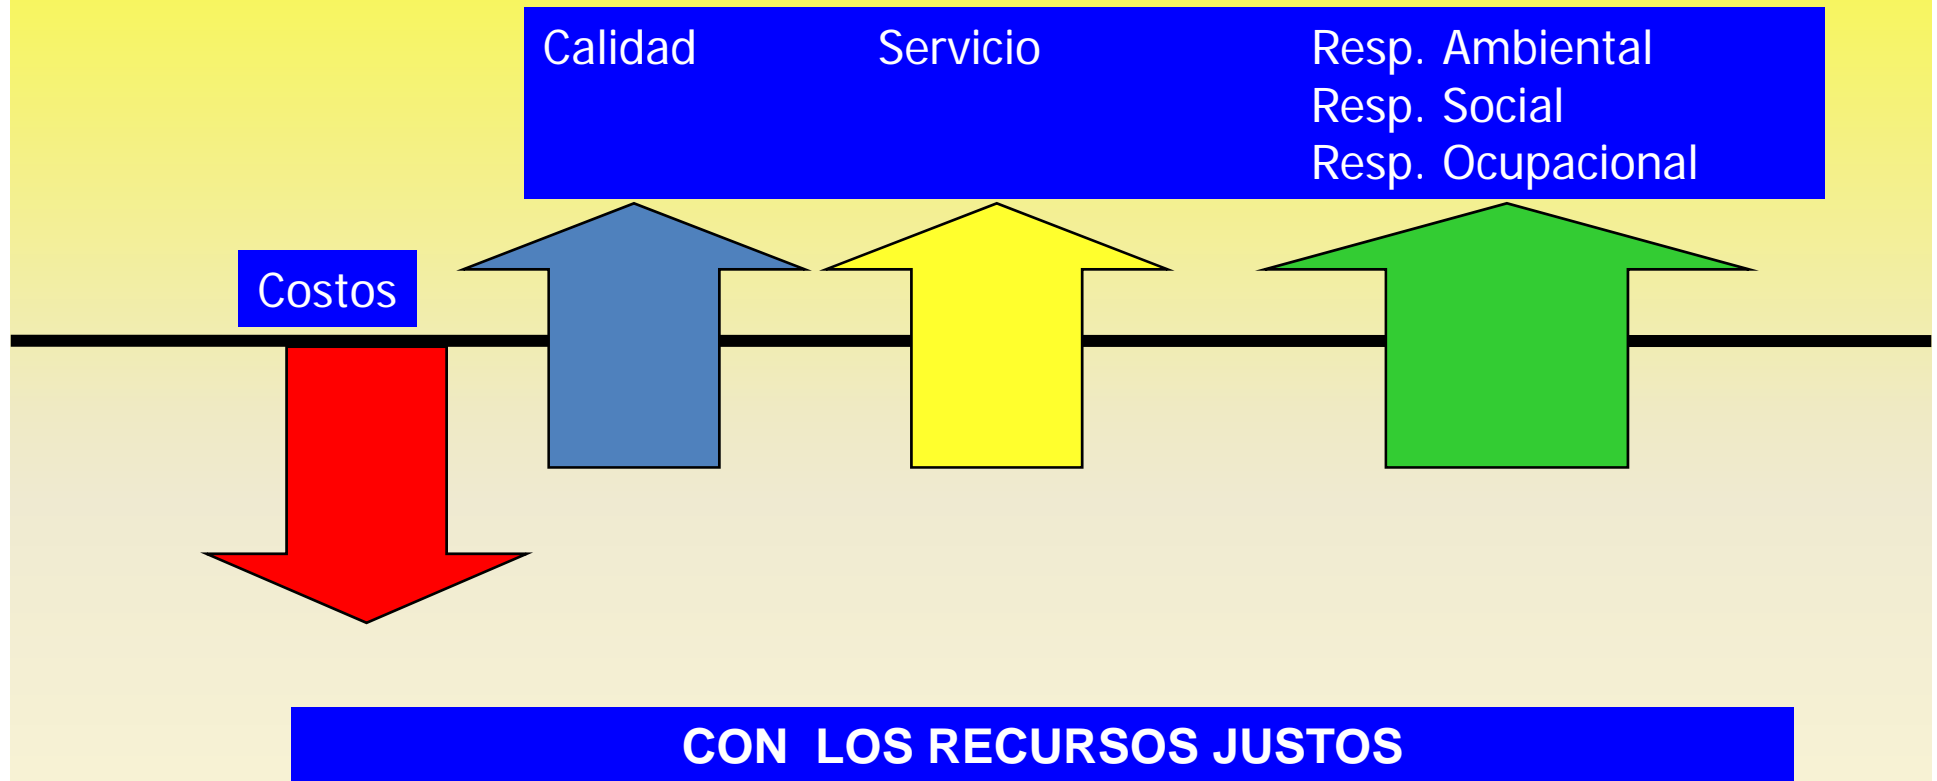 Calidad Servicio Resp. Ambiental
Resp. Social
Resp. Ocupacional
Costos
CON LOS RECURSOS JUSTOS